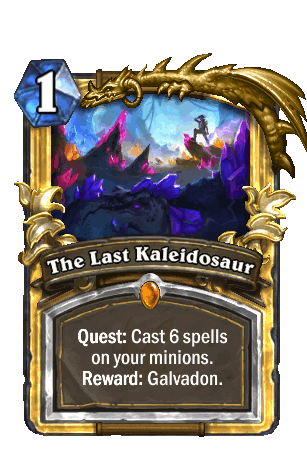 1
The Last Kaleidosaur
Quest: Cast 6 spells
on your minions.
Reward: Galvadon.